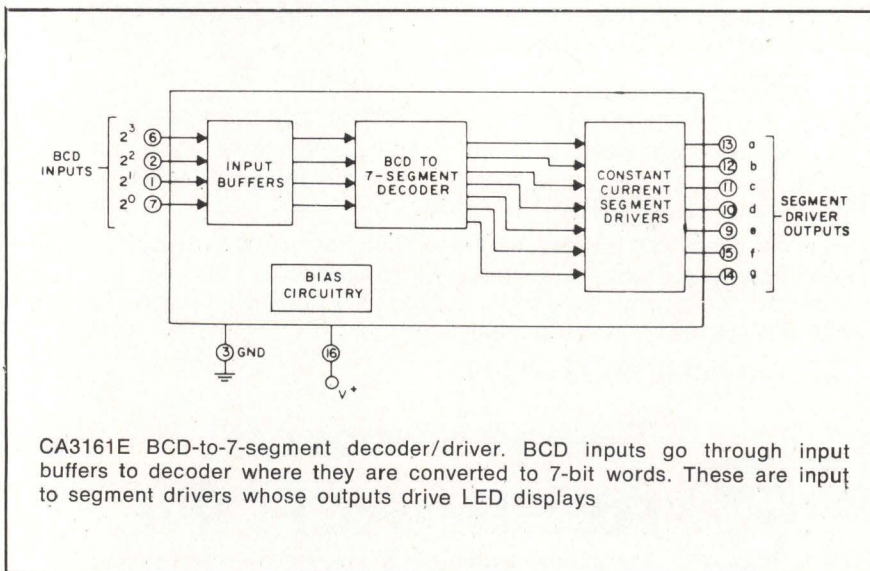 BCD
INPUTS
2³ 6
2² 2
2¹ 1
2⁰ 7
INPUT
BUFFERS
BCD TO
7-SEGMENT
DECODER
CONSTANT
CURRENT
SEGMENT
DRIVERS
13 a
12 b
11 c
10 d
9 e
15 f
14 g
SEGMENT
DRIVER
OUTPUTS
BIAS
CIRCUITRY
3 GND
16
V+
CA3161E BCD-to-7-segment decoder/driver. BCD inputs go through input
buffers to decoder where they are converted to 7-bit words. These are input
to segment drivers whose outputs drive LED displays